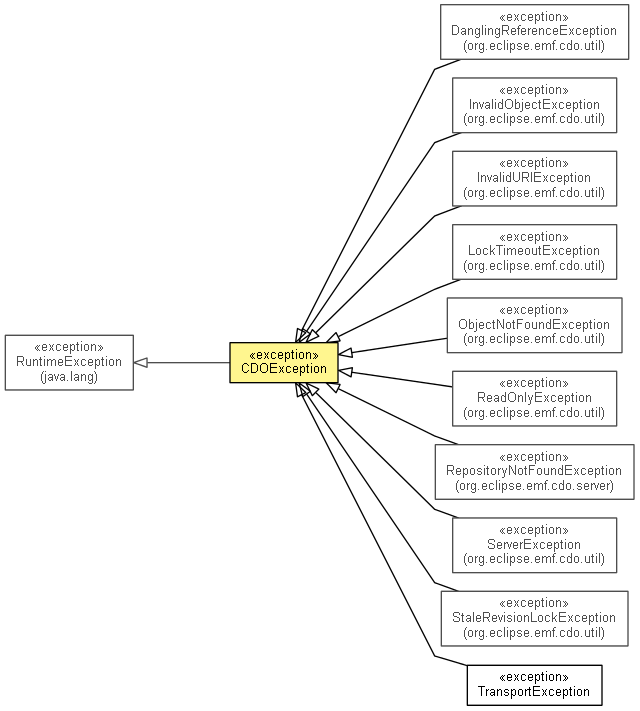 «exception»
DanglingReferenceException
(org.eclipse.emf.cdo.util)
«exception»
InvalidObjectException
(org.eclipse.emf.cdo.util)
«exception»
InvalidURIException
(org.eclipse.emf.cdo.util)
«exception»
LockTimeoutException
(org.eclipse.emf.cdo.util)
«exception»
ObjectNotFoundException
(org.eclipse.emf.cdo.util)
«exception»
RuntimeException
(java.lang)
«exception»
CDOException
«exception»
ReadOnlyException
(org.eclipse.emf.cdo.util)
«exception»
RepositoryNotFoundException
(org.eclipse.emf.cdo.server)
«exception»
ServerException
(org.eclipse.emf.cdo.util)
«exception»
StaleRevisionLockException
(org.eclipse.emf.cdo.util)
«exception»
TransportException